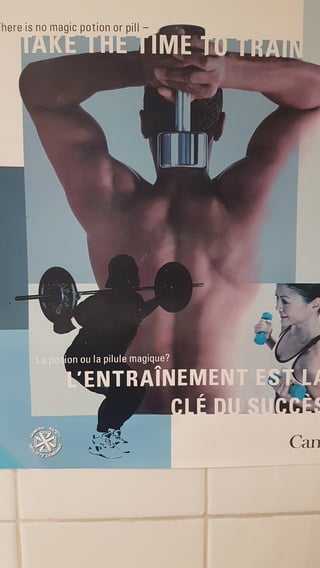 here is no magic potion or pill –
TAKE THE TIME TO TRAIN
La potion ou la pilule magique?
L'ENTRAÎNEMENT EST LA
CLÉ DU SUCCÈS
Can